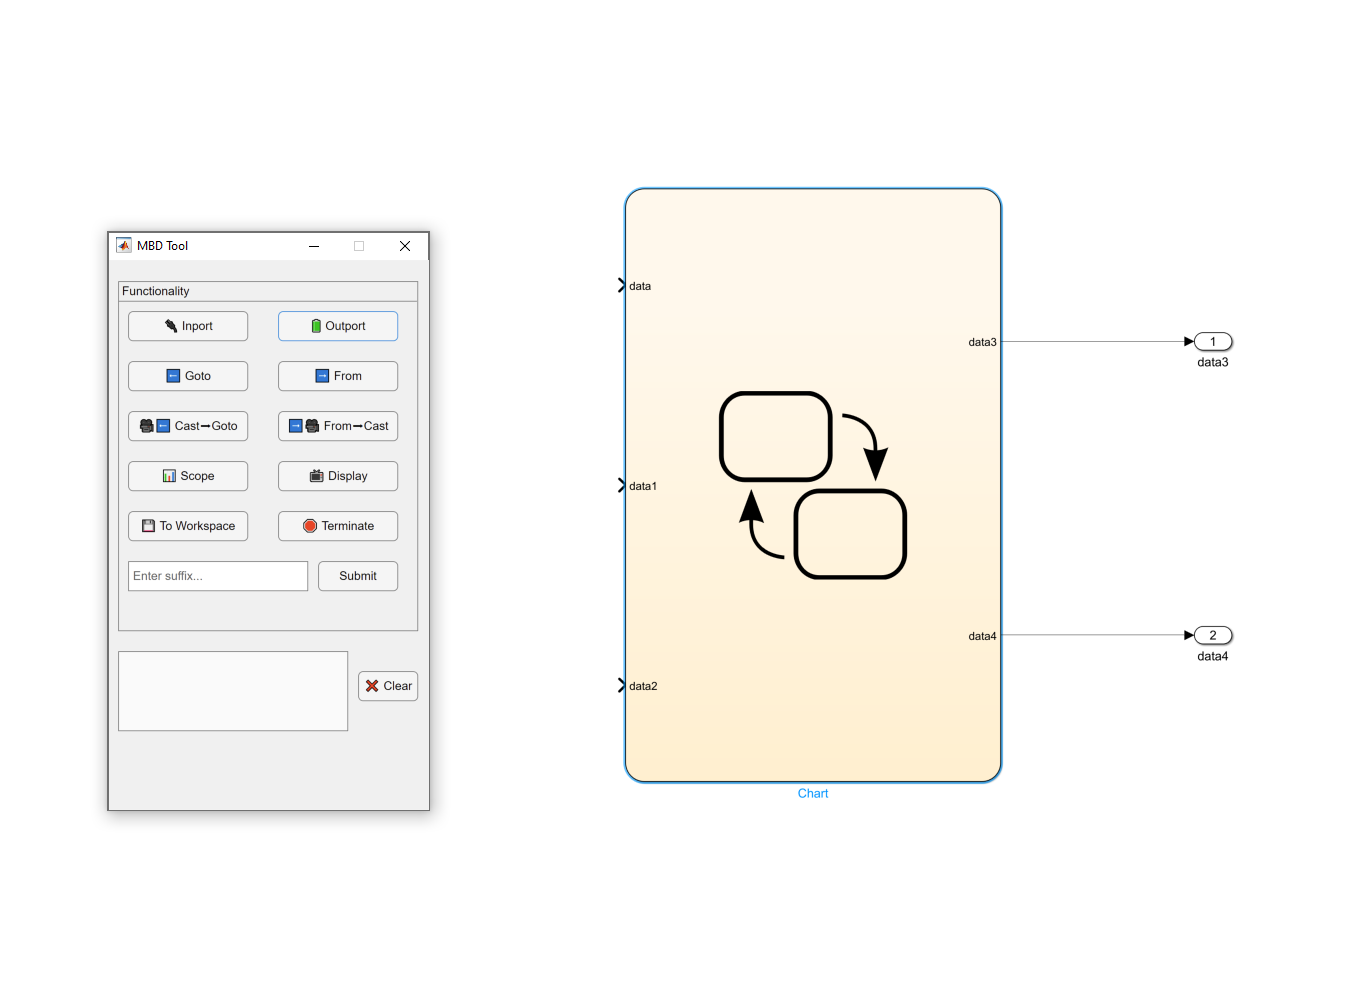 MBD Tool
Functionality
Inport
Outport
Goto
From
Cast→Goto
From→Cast
Scope
Display
To Workspace
Terminate
Enter suffix...
Submit
Clear
data
data1
data2
data3
data4
Chart
1
data3
2
data4